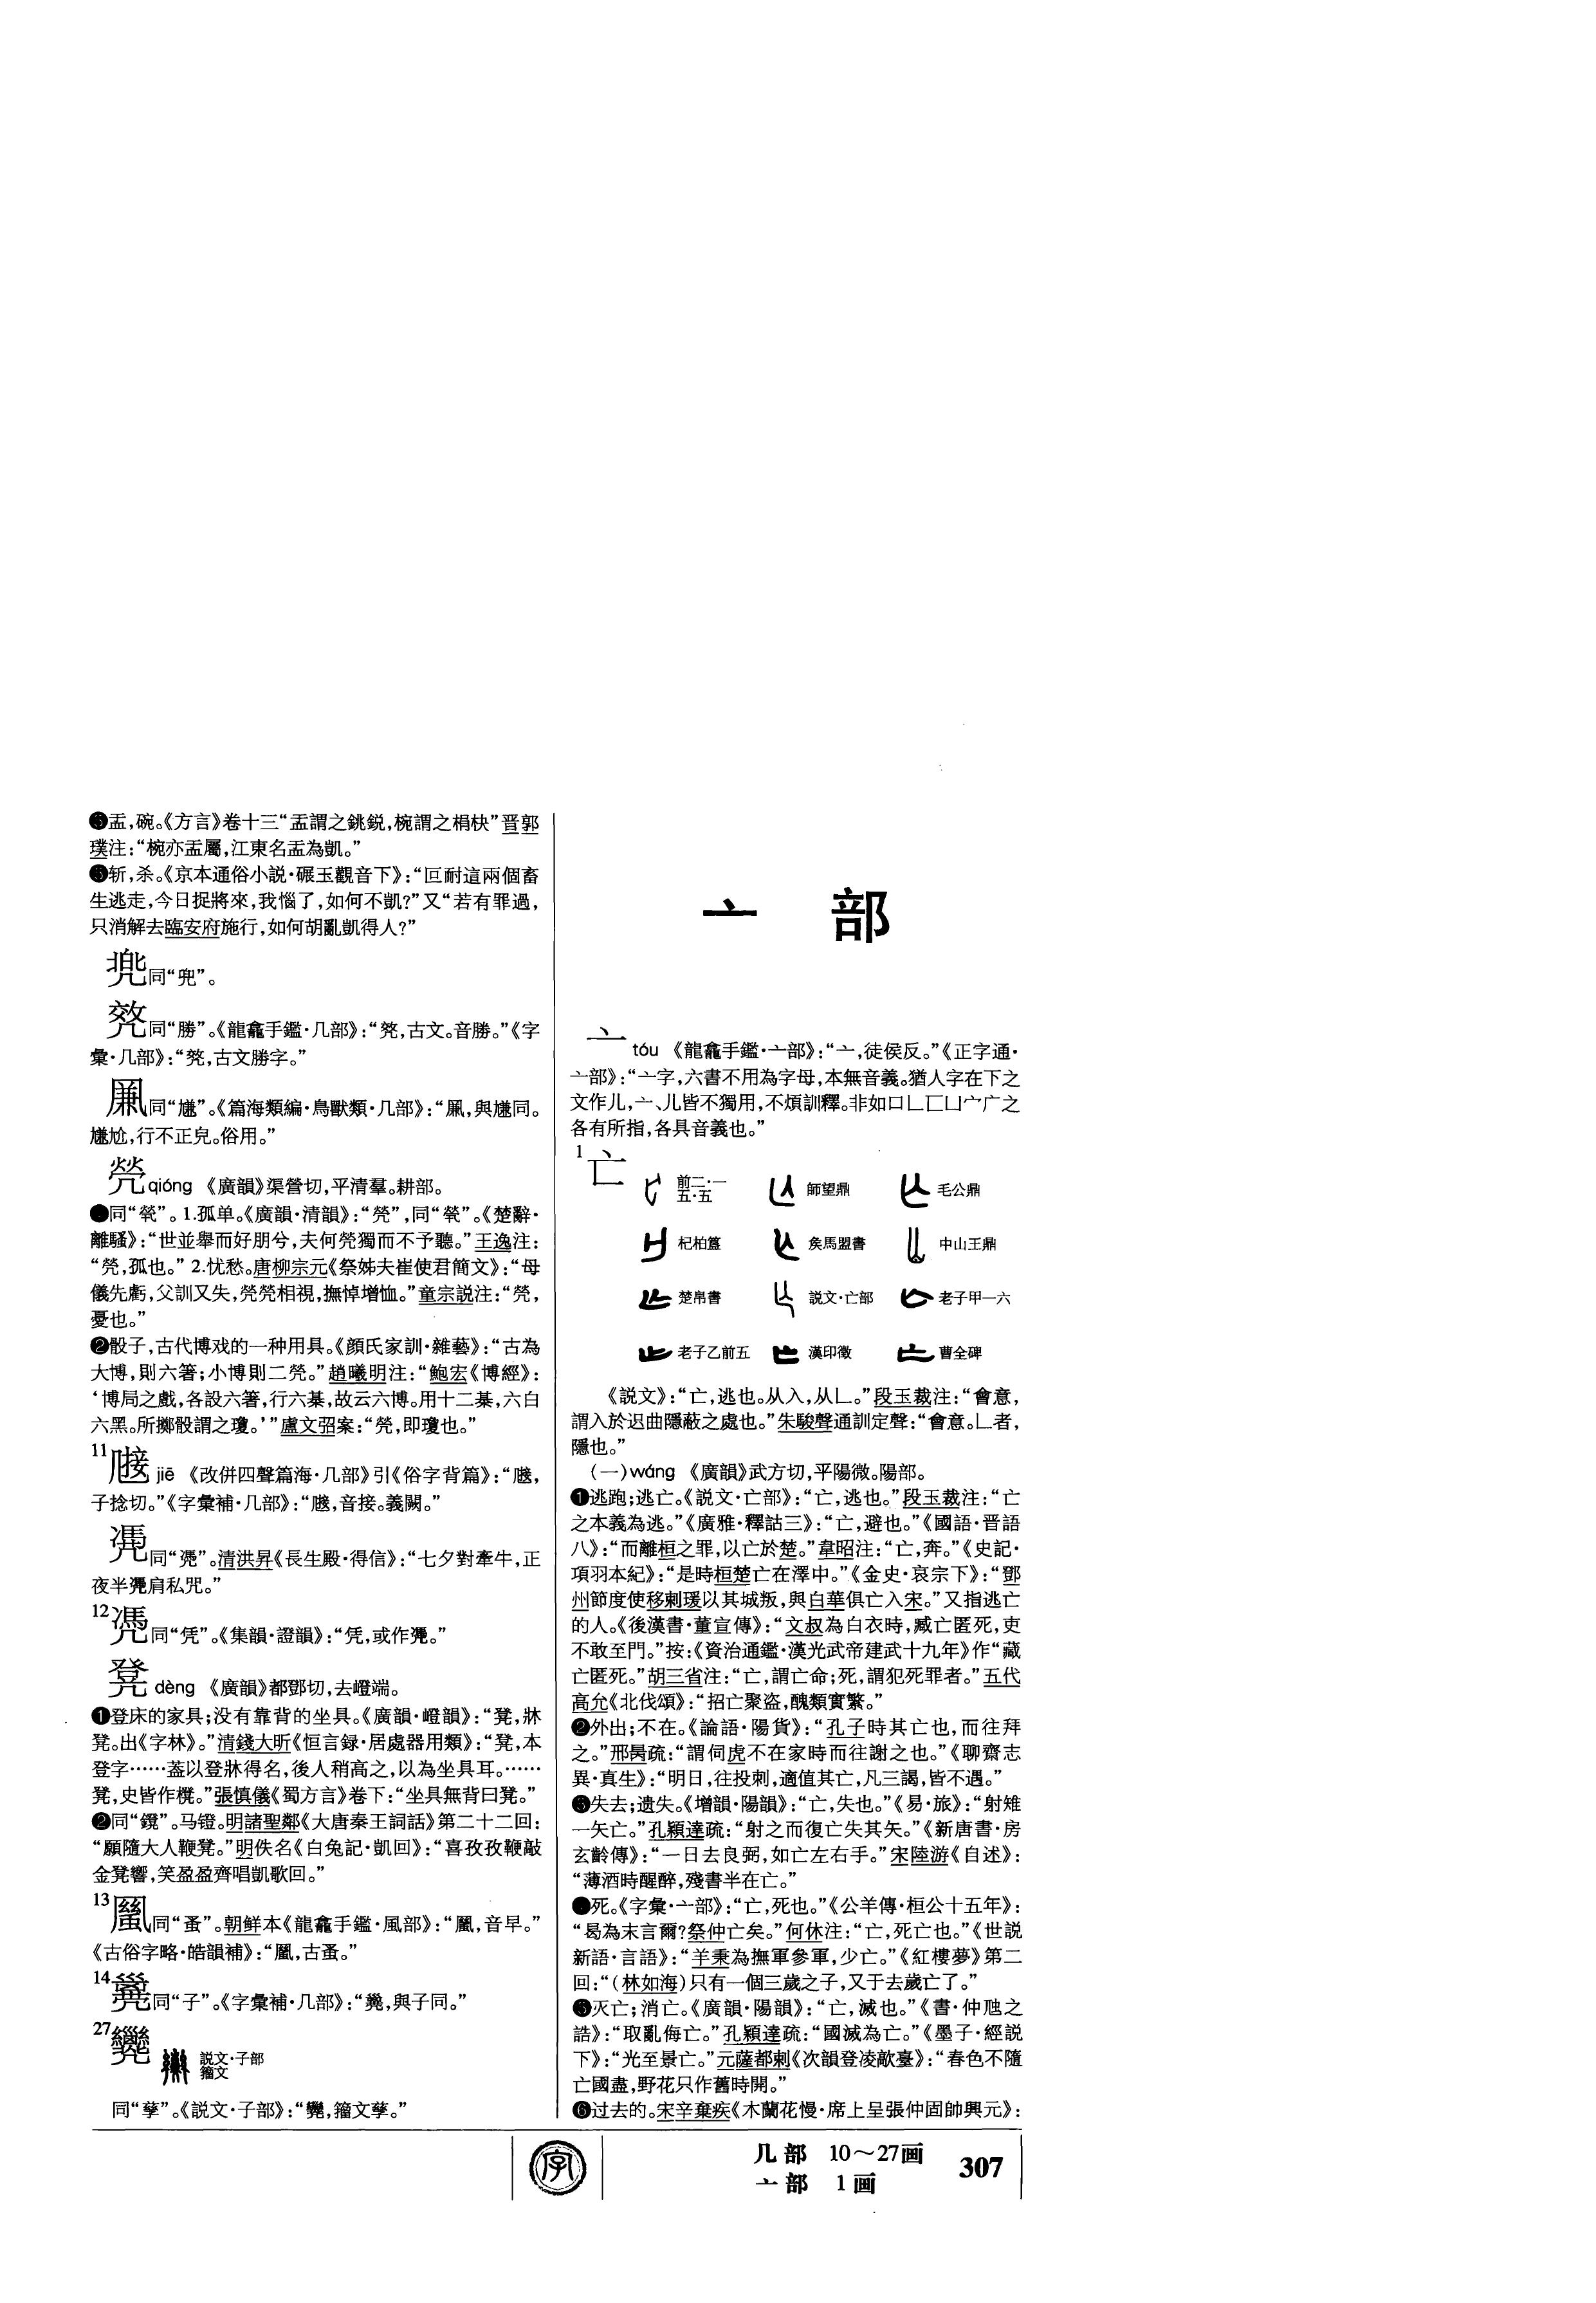 盂，碗。《方言》卷十三“盂謂之銚鋭，椀謂之梋抉”晋郭
璞注：“椀亦盂屬，江東名盂為凱。”
斩，杀。《京本通俗小説·碾玉觀音下》：“叵耐這兩個畜
生逃走，今日捉將來，我惱了，如何不凱?”又“若有罪過，
只消解去臨安府施行，如何胡亂凱得人?”
同“兜”。
同“勝”。《龍龕手鑑·几部》：“，古文。音勝。”《字
彙·几部》：“，古文勝字。”
同“尲”。《篇海類編·鳥獸類·几部》：“，與尲同。
尲尬，行不正皃。俗用。”
焭qióng 《廣韻》渠營切，平清羣。耕部。
同“煢”。1.孤单。《廣韻·清韻》：“焭”，同“煢”。《楚辭·
離騷》：“世並舉而好朋兮，夫何焭獨而不予聽。”王逸注：
“焭，孤也。” 2.忧愁。唐柳宗元《祭姊夫崔使君簡文》：“母
儀先虧，父訓又失，焭焭相視，撫悼增恤。”童宗説注：“焭，
憂也。”
❷骰子，古代博戏的一种用具。《顔氏家訓·雜藝》：“古為
大博，則六箸；小博則二焭。”趙曦明注：“鮑宏《博經》：
‘博局之戲，各設六箸，行六棊，故云六博。用十二棊，六白
六黑。所擲骰謂之瓊。’”盧文弨案：“焭，即瓊也。”
11 jiē 《改併四聲篇海·几部》引《俗字背篇》：“，
子捻切。”《字彙補·几部》：“，音接。義闕。”
同“凴”。清洪昇《長生殿·得信》：“七夕對牽牛，正
夜半肩私咒。”
12 凴同“凭”。《集韻·證韻》：“凭，或作凴。”
凳 dèng 《廣韻》都鄧切，去嶝端。
❶登床的家具；没有靠背的坐具。《廣韻·嶝韻》：“凳，牀
凳。出《字林》。”清錢大昕《恒言録·居處器用類》：“凳，本
登字……蓋以登牀得名，後人稍高之，以為坐具耳。……
凳，史皆作櫈。”張慎儀《蜀方言》卷下：“坐具無背曰凳。”
❷同“鐙”。马镫。明諸聖鄰《大唐秦王詞話》第二十二回：
“願隨大人鞭凳。”明佚名《白兔記·凱回》：“喜孜孜鞭敲
金凳響，笑盈盈齊唱凱歌回。”
13 同“蚤”。朝鲜本《龍龕手鑑·風部》：“，音早。”
《古俗字略·皓韻補》：“，古蚤。”
14 同“子”。《字彙補·几部》：“，與子同。”
27
説文·子部
籀文
同“孳”。《説文·子部》：“，籀文孳。”
亠 部
亠 tóu 《龍龕手鑑·亠部》：“亠，徒侯反。”《正字通·
亠部》：“亠字，六書不用為字母，本無音義。猶人字在下之
文作儿，亠、儿皆不獨用，不煩訓釋。非如口𠃊匚凵宀广之
各有所指，各具音義也。”
1 亡
前二·一五·五 師望鼎 毛公鼎
杞柏簋 矦馬盟書 中山王鼎
楚帛書 説文·亡部 老子甲一六
老子乙前五 漢印徵 曹全碑
《説文》：“亡，逃也。从入，从𠃊。”段玉裁注：“會意，
謂入於迟曲隱蔽之處也。”朱駿聲通訓定聲：“會意。𠃊者，
隱也。”
(一)wáng 《廣韻》武方切，平陽微。陽部。
❶逃跑；逃亡。《説文·亡部》：“亡，逃也。”段玉裁注：“亡
之本義為逃。”《廣雅·釋詁三》：“亡，避也。”《國語·晋語
八》：“而離桓之罪，以亡於楚。”韋昭注：“亡，奔。”《史記·
項羽本紀》：“是時桓楚亡在澤中。”《金史·哀宗下》：“鄧
州節度使移剌瑗以其城叛，與白華俱亡入宋。”又指逃亡
的人。《後漢書·董宣傳》：“文叔為白衣時，臧亡匿死，吏
不敢至門。”按：《資治通鑑·漢光武帝建武十九年》作“藏
亡匿死。”胡三省注：“亡，謂亡命；死，謂犯死罪者。”五代
高允《北伐頌》：“招亡聚盗，醜類實繁。”
❷外出；不在。《論語·陽貨》：“孔子時其亡也，而往拜
之。”邢昺疏：“謂伺虎不在家時而往謝之也。”《聊齋志
異·真生》：“明日，往投刺，適值其亡，凡三謁，皆不遇。”
❸失去；遗失。《增韻·陽韻》：“亡，失也。”《易·旅》：“射雉
一矢亡。”孔穎達疏：“射之而復亡失其矢。”《新唐書·房
玄齡傳》：“一日去良弼，如亡左右手。”宋陸游《自述》：
“薄酒時醒醉，殘書半在亡。”
死。《字彙·亠部》：“亡，死也。”《公羊傳·桓公十五年》：
“曷為末言爾?祭仲亡矣。”何休注：“亡，死亡也。”《世説
新語·言語》：“羊秉為撫軍參軍，少亡。”《紅樓夢》第二
回：“（林如海）只有一個三歲之子，又于去歲亡了。”
❺灭亡；消亡。《廣韻·陽韻》：“亡，滅也。”《書·仲虺之
誥》：“取亂侮亡。”孔穎達疏：“國滅為亡。”《墨子·經説
下》：“光至景亡。”元薩都剌《次韻登凌歊臺》：“春色不隨
亡國盡，野花只作舊時開。”
❻过去的。宋辛棄疾《木蘭花慢·席上呈張仲固帥興元》：
字
几部 10～27画
亠部 1画
307